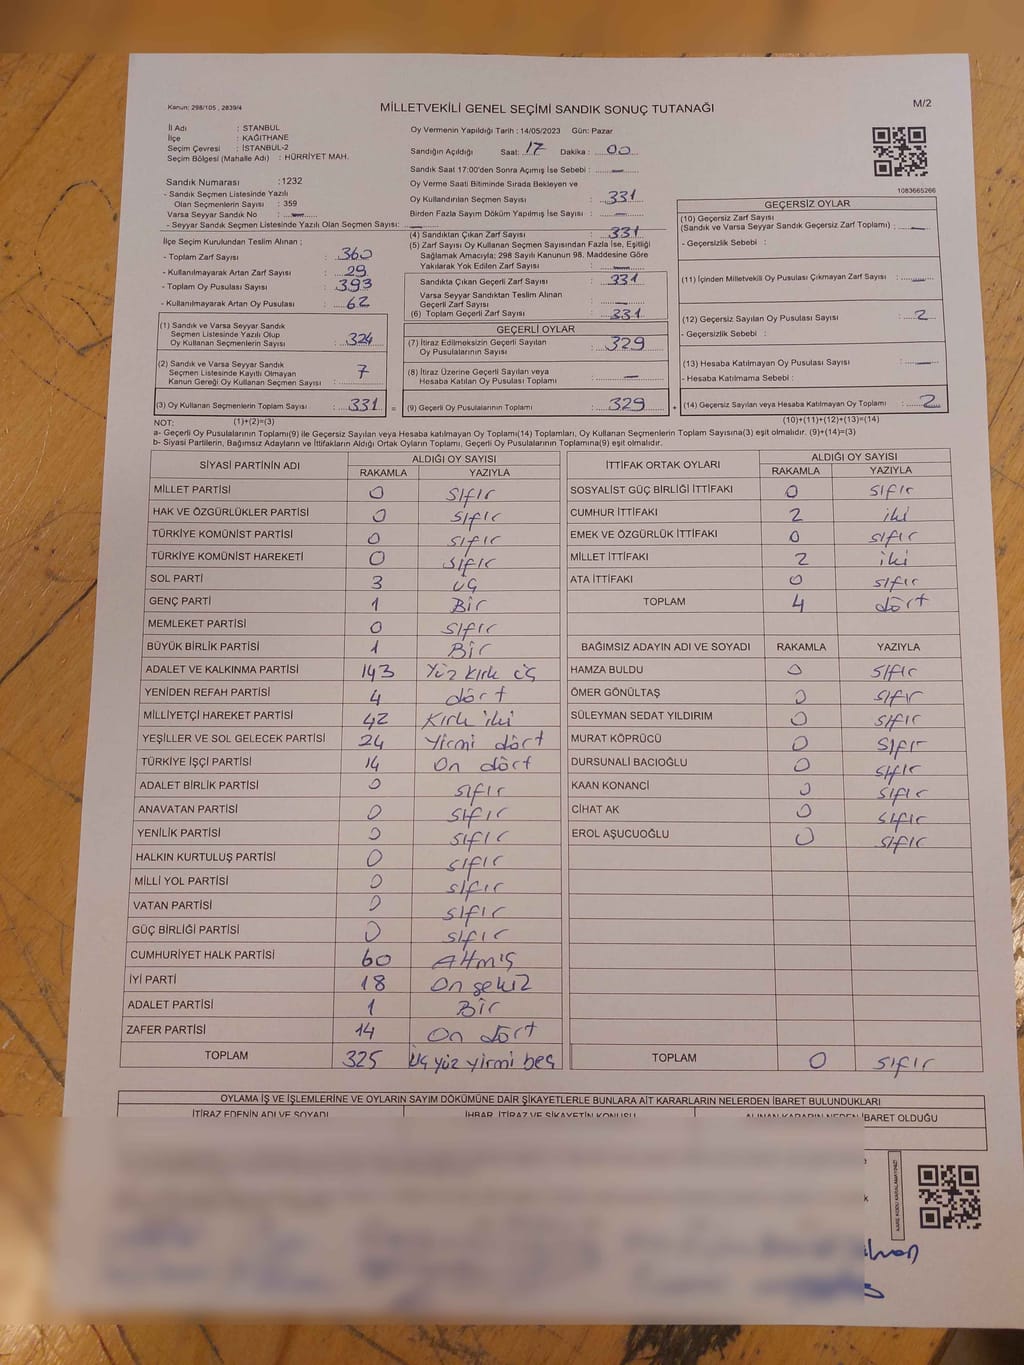 Kanun: 298/105 , 2839/4
MİLLETVEKİLİ GENEL SEÇİMİ SANDIK SONUÇ TUTANAĞI
M/2
İl Adı : STANBUL
İlçe : KAĞITHANE
Seçim Çevresi : İSTANBUL-2
Seçim Bölgesi (Mahalle Adı) : HÜRRİYET MAH.
Sandık Numarası :1232
- Sandık Seçmen Listesinde Yazılı
Olan Seçmenlerin Sayısı : 359
Varsa Seyyar Sandık No : —
- Seyyar Sandık Seçmen Listesinde Yazılı Olan Seçmen Sayısı: —
İlçe Seçim Kurulundan Teslim Alınan ;
- Toplam Zarf Sayısı : 360
- Kullanılmayarak Artan Zarf Sayısı : 29
- Toplam Oy Pusulası Sayısı : 393
- Kullanılmayarak Artan Oy Pusulası : 62
(1) Sandık ve Varsa Seyyar Sandık
Seçmen Listesinde Yazılı Olup
Oy Kullanan Seçmenlerin Sayısı : 324
(2) Sandık ve Varsa Seyyar Sandık
Seçmen Listesinde Kayıtlı Olmayan
Kanun Gereği Oy Kullanan Seçmen Sayısı : 7
(3) Oy Kullanan Seçmenlerin Toplam Sayısı : 331 =
Oy Vermenin Yapıldığı Tarih : 14/05/2023 Gün: Pazar
Sandığın Açıldığı Saat: 17 Dakika : 00
Sandık Saat 17:00'den Sonra Açımış İse Sebebi : —
Oy Verme Saati Bitiminde Sırada Bekleyen ve
Oy Kullandırılan Seçmen Sayısı : 331
Birden Fazla Sayım Döküm Yapılmış İse Sayısı : —
(4) Sandıktan Çıkan Zarf Sayısı : 331
(5) Zarf Sayısı Oy Kullanan Seçmen Sayısından Fazla İse, Eşitliği
Sağlamak Amacıyla; 298 Sayılı Kanunun 98. Maddesine Göre
Yakılarak Yok Edilen Zarf Sayısı : —
Sandıkta Çıkan Geçerli Zarf Sayısı : 331
Varsa Seyyar Sandıktan Teslim Alınan
Geçerli Zarf Sayısı : —
(6) Toplam Geçerli Zarf Sayısı : 331
GEÇERLİ OYLAR
(7) İtiraz Edilmeksizin Geçerli Sayılan
Oy Pusulalarının Sayısı : 329
(8) İtiraz Üzerine Geçerli Sayılan veya
Hesaba Katılan Oy Pusulası Toplamı : —
(9) Geçerli Oy Pusulalarının Toplamı : 329 +
1083665266
GEÇERSİZ OYLAR
(10) Geçersiz Zarf Sayısı
(Sandık ve Varsa Seyyar Sandık Geçersiz Zarf Toplamı) : —
- Geçersizlik Sebebi :
(11) İçinden Milletvekili Oy Pusulası Çıkmayan Zarf Sayısı : —
(12) Geçersiz Sayılan Oy Pusulası Sayısı : 2
- Geçersizlik Sebebi :
(13) Hesaba Katılmayan Oy Pusulası Sayısı : —
- Hesaba Katılmama Sebebi :
(14) Geçersiz Sayılan veya Hesaba Katılmayan Oy Toplamı : 2
NOT: (1)+(2)=(3) (10)+(11)+(12)+(13)=(14)
a- Geçerli Oy Pusulalarının Toplamı(9) ile Geçersiz Sayılan veya Hesaba katılmayan Oy Toplamı(14) Toplamları, Oy Kullanan Seçmenlerin Toplam Sayısına(3) eşit olmalıdır. (9)+(14)=(3)
b- Siyasi Partilerin, Bağımsız Adayların ve İttifakların Aldığı Ortak Oyların Toplamı, Geçerli Oy Pusulalarının Toplamına(9) eşit olmalıdır.
SİYASİ PARTİNİN ADI ALDIĞI OY SAYISI
RAKAMLA YAZIYLA
MİLLET PARTİSİ 0 sıfır
HAK VE ÖZGÜRLÜKLER PARTİSİ 0 sıfır
TÜRKİYE KOMÜNİST PARTİSİ 0 sıfır
TÜRKİYE KOMÜNİST HAREKETİ 0 sıfır
SOL PARTİ 3 üç
GENÇ PARTİ 1 Bir
MEMLEKET PARTİSİ 0 sıfır
BÜYÜK BİRLİK PARTİSİ 1 Bir
ADALET VE KALKINMA PARTİSİ 143 Yüz kırk üç
YENİDEN REFAH PARTİSİ 4 dört
MİLLİYETÇİ HAREKET PARTİSİ 42 Kırk iki
YEŞİLLER VE SOL GELECEK PARTİSİ 24 Yirmi dört
TÜRKİYE İŞÇİ PARTİSİ 14 On dört
ADALET BİRLİK PARTİSİ 0 sıfır
ANAVATAN PARTİSİ 0 sıfır
YENİLİK PARTİSİ 0 sıfır
HALKIN KURTULUŞ PARTİSİ 0 sıfır
MİLLİ YOL PARTİSİ 0 sıfır
VATAN PARTİSİ 0 sıfır
GÜÇ BİRLİĞİ PARTİSİ 0 sıfır
CUMHURİYET HALK PARTİSİ 60 Altmış
İYİ PARTİ 18 On sekiz
ADALET PARTİSİ 1 Bir
ZAFER PARTİSİ 14 On dört
TOPLAM 325 Üç yüz yirmi beş
İTTİFAK ORTAK OYLARI ALDIĞI OY SAYISI
RAKAMLA YAZIYLA
SOSYALİST GÜÇ BİRLİĞİ İTTİFAKI 0 sıfır
CUMHUR İTTİFAKI 2 iki
EMEK VE ÖZGÜRLÜK İTTİFAKI 0 sıfır
MİLLET İTTİFAKI 2 iki
ATA İTTİFAKI 0 sıfır
TOPLAM 4 dört
BAĞIMSIZ ADAYIN ADI VE SOYADI RAKAMLA YAZIYLA
HAMZA BULDU 0 sıfır
ÖMER GÖNÜLTAŞ 0 sıfır
SÜLEYMAN SEDAT YILDIRIM 0 sıfır
MURAT KÖPRÜCÜ 0 sıfır
DURSUNALİ BACIOĞLU 0 sıfır
KAAN KONANCİ 0 sıfır
CİHAT AK 0 sıfır
EROL AŞUCUOĞLU 0 sıfır
TOPLAM 0 sıfır
OYLAMA İŞ VE İŞLEMLERİNE VE OYLARIN SAYIM DÖKÜMÜNE DAİR ŞİKAYETLERLE BUNLARA AİT KARARLARIN NELERDEN İBARET BULUNDUKLARI
İTİRAZ EDENİN ADI VE SOYADI İHBAR, İTİRAZ VE ŞİKAYETİN KONUSU ALINAN KARARIN NEDEN İBARET OLDUĞU